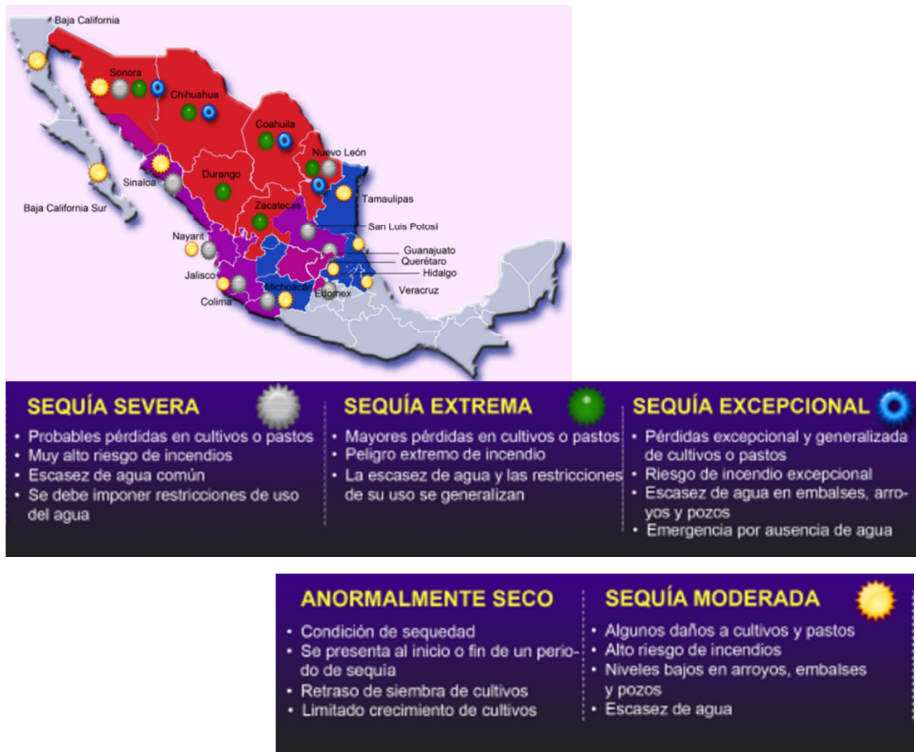 Baja California
Sonora
Chihuahua
Coahuila
Nuevo León
Durango
Sinaloa
Tamaulipas
Baja California Sur
Zacatecas
San Luis Potosí
Nayarit
Guanajuato
Querétaro
Jalisco
Hidalgo
Michoacán
Edomex
Veracruz
Colima
SEQUÍA SEVERA
• Probables pérdidas en cultivos o pastos
• Muy alto riesgo de incendios
• Escasez de agua común
• Se debe imponer restricciones de uso
del agua
SEQUÍA EXTREMA
• Mayores pérdidas en cultivos o pastos
• Peligro extremo de incendio
• La escasez de agua y las restricciones
de su uso se generalizan
SEQUÍA EXCEPCIONAL
• Pérdidas excepcional y generalizada
de cultivos o pastos
• Riesgo de incendio excepcional
• Escasez de agua en embalses, arro-
yos y pozos
• Emergencia por ausencia de agua
ANORMALMENTE SECO
• Condición de sequedad
• Se presenta al inicio o fin de un perio-
do de sequía
• Retraso de siembra de cultivos
• Limitado crecimiento de cultivos
SEQUÍA MODERADA
• Algunos daños a cultivos y pastos
• Alto riesgo de incendios
• Niveles bajos en arroyos, embalses
y pozos
• Escasez de agua